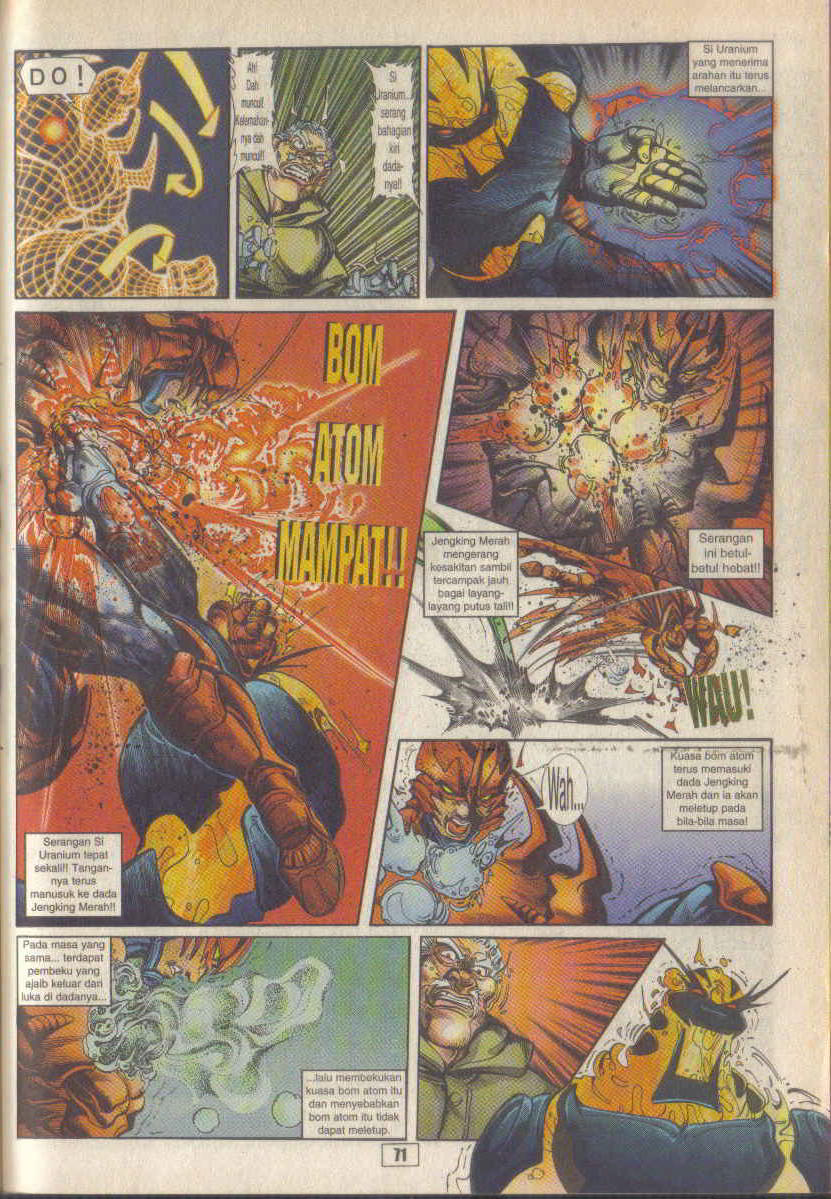 DO!
Ah!
Dah
muncul!
Kelemahan-
nya dah
muncul!!
Si
Uranium...
serang
bahagian
kiri
dada-
nya!!
Si Uranium
yang menerima
arahan itu terus
melancarkan...
BOM
ATOM
MAMPAT!!
Serangan Si
Uranium tepat
sekali!! Tangan-
nya terus
manusuk ke dada
Jengking Merah!!
Serangan
ini betul-
betul hebat!!
Jengking Merah
mengerang
kesakitan sambil
tercampak jauh
bagai layang-
layang putus tali!!
WAU!
Wah...
Kuasa bom atom
terus memasuki
dada Jengking
Merah dan ia akan
meletup pada
bila-bila masa!
Pada masa yang
sama... terdapat
pembeku yang
ajaib keluar dari
luka di dadanya...
...lalu membekukan
kuasa bom atom itu
dan menyebabkan
bom atom itu tidak
dapat meletup.
71